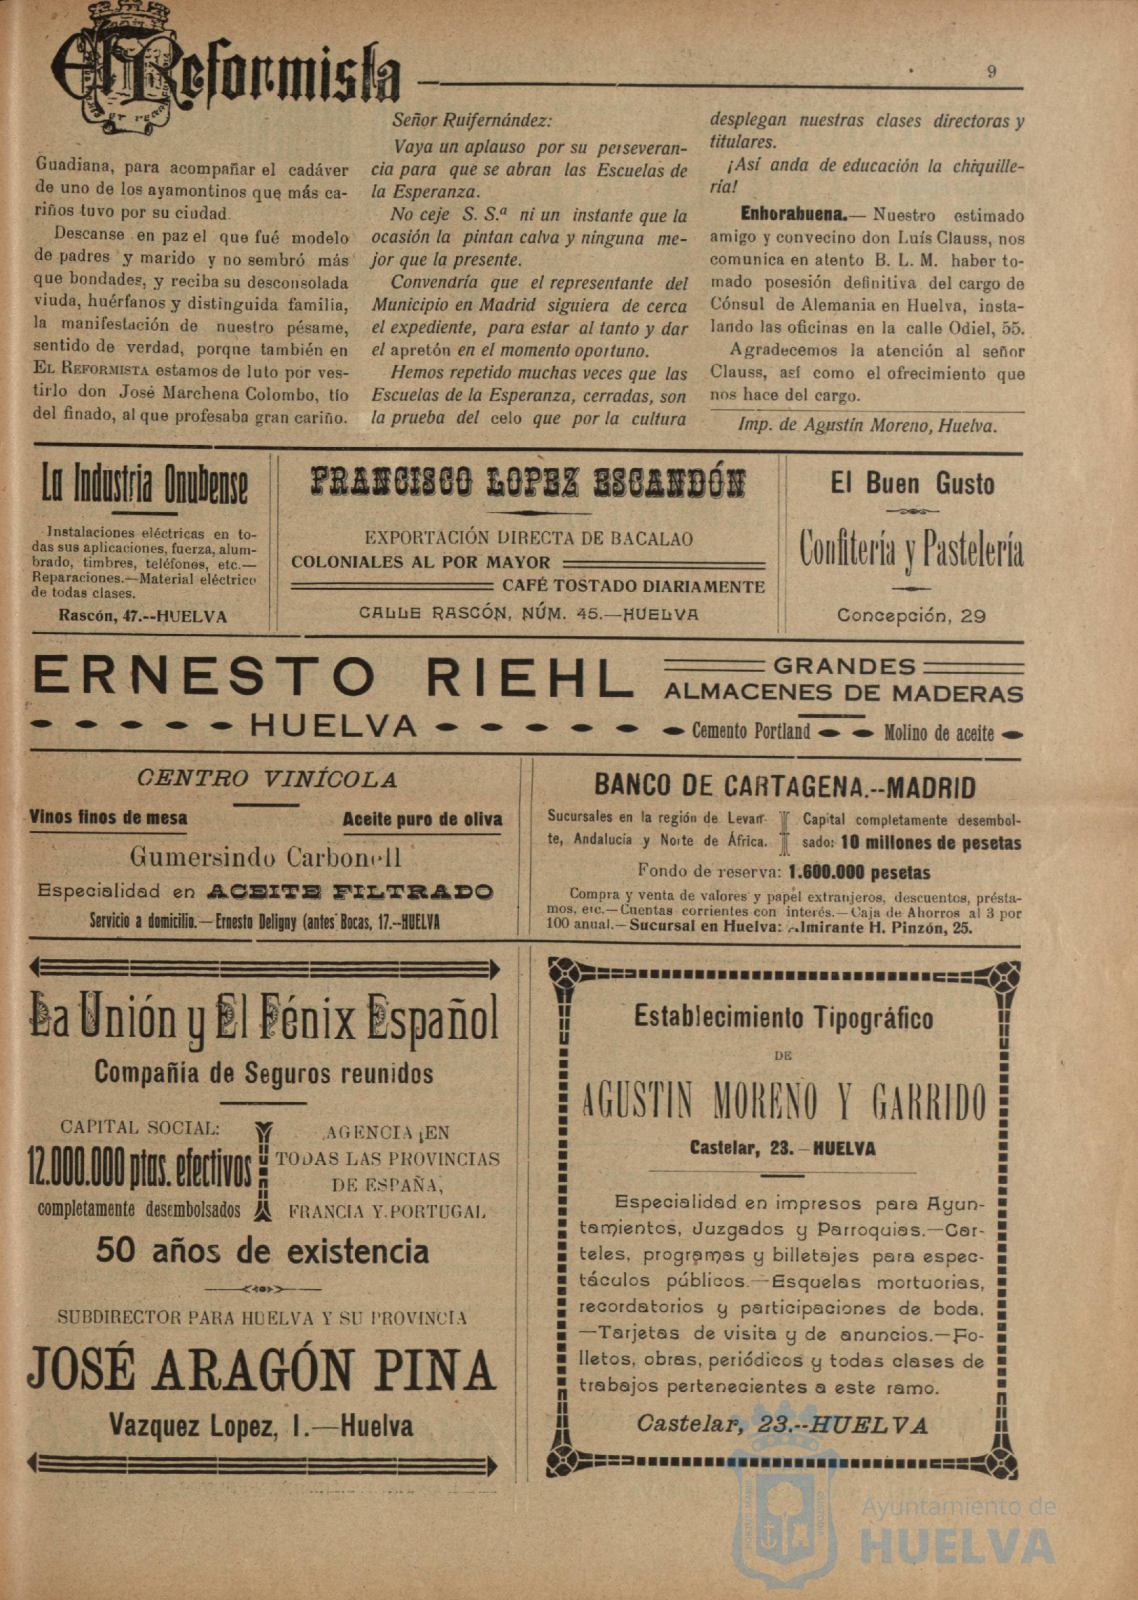 El Reformista
9
Guadiana, para acompañar el cadáver
de uno de los ayamontinos que más ca-
riños tuvo por su ciudad.
Descanse en paz el que fué modelo
de padres y marido y no sembró más
que bondades, y reciba su desconsolada
viuda, huérfanos y distinguida familia,
la manifestación de nuestro pésame,
sentido de verdad, porqne también en
EL REFORMISTA estamos de luto por ves-
tirlo don José Marchena Colombo, tío
del finado, al que profesaba gran cariño.
Señor Ruifernández:
Vaya un aplauso por su perseveran-
cia para que se abran las Escuelas de
la Esperanza.
No ceje S. S.ª ni un instante que la
ocasión la pintan calva y ninguna me-
jor que la presente.
Convendría que el representante del
Municipio en Madrid siguiera de cerca
el expediente, para estar al tanto y dar
el apretón en el momento oportuno.
Hemos repetido muchas veces que las
Escuelas de la Esperanza, cerradas, son
la prueba del celo que por la cultura
desplegan nuestras clases directoras y
titulares.
¡Así anda de educación la chiquille-
ría!
Enhorabuena.— Nuestro estimado
amigo y convecino don Luís Clauss, nos
comunica en atento B. L. M. haber to-
mado posesión definitiva del cargo de
Cónsul de Alemania en Huelva, insta-
lando las oficinas en la calle Odiel, 55.
Agradecemos la atención al señor
Clauss, así como el ofrecimiento que
nos hace del cargo.
Imp. de Agustín Moreno, Huelva.
La Industria Onubense
Instalaciones eléctricas en to-
das sus aplicaciones, fuerza, alum-
brado, timbres, teléfonos, etc.—
Reparaciones.—Material eléctrico
de todas clases.
Rascón, 47.--HUELVA
FRANCISCO LOPEZ ESCANDÓN
EXPORTACIÓN DIRECTA DE BACALAO
COLONIALES AL POR MAYOR
CAFÉ TOSTADO DIARIAMENTE
CALLE RASCÓN, NÚM. 45.—HUELVA
El Buen Gusto
Confitería y Pastelería
Concepción, 29
ERNESTO RIEHL
HUELVA
GRANDES
ALMACENES DE MADERAS
Cemento Portland
Molino de aceite
CENTRO VINÍCOLA
Vinos finos de mesa
Aceite puro de oliva
Gumersindo Carbonell
Especialidad en ACEITE FILTRADO
Servicio a domicilio.—Ernesto Deligny (antes Bocas, 17.--HUELVA
BANCO DE CARTAGENA.--MADRID
Sucursales en la región de Levan-
te, Andalucía y Norte de África.
Capital completamente desembol-
sado: 10 millones de pesetas
Fondo de reserva: 1.600.000 pesetas
Compra y venta de valores y papel extranjeros, descuentos, présta-
mos, etc.—Cuentas corrientes con interés.—Caja de Ahorros al 3 por
100 anual.—Sucursal en Huelva: Almirante H. Pinzón, 25.
La Unión y El Fénix Español
Compañía de Seguros reunidos
CAPITAL SOCIAL:
12.000.000 ptas. efectivos
completamente desembolsados
AGENCIA EN
TODAS LAS PROVINCIAS
DE ESPAÑA,
FRANCIA Y PORTUGAL
50 años de existencia
SUBDIRECTOR PARA HUELVA Y SU PROVINCIA
JOSÉ ARAGÓN PINA
Vazquez Lopez, 1.—Huelva
Establecimiento Tipográfico
DE
AGUSTIN MORENO Y GARRIDO
Castelar, 23.—HUELVA
Especialidad en impresos para Ayun-
tamientos, Juzgados y Parroquias.—Car-
teles, programas y billetajes para espec-
táculos públicos.—Esquelas mortuorias,
recordatorios y participaciones de boda.
—Tarjetas de visita y de anuncios.—Fo-
lletos, obras, periódicos y todas clases de
trabajos pertenecientes a este ramo.
Castelar, 23.--HUELVA
Ayuntamiento de
HUELVA